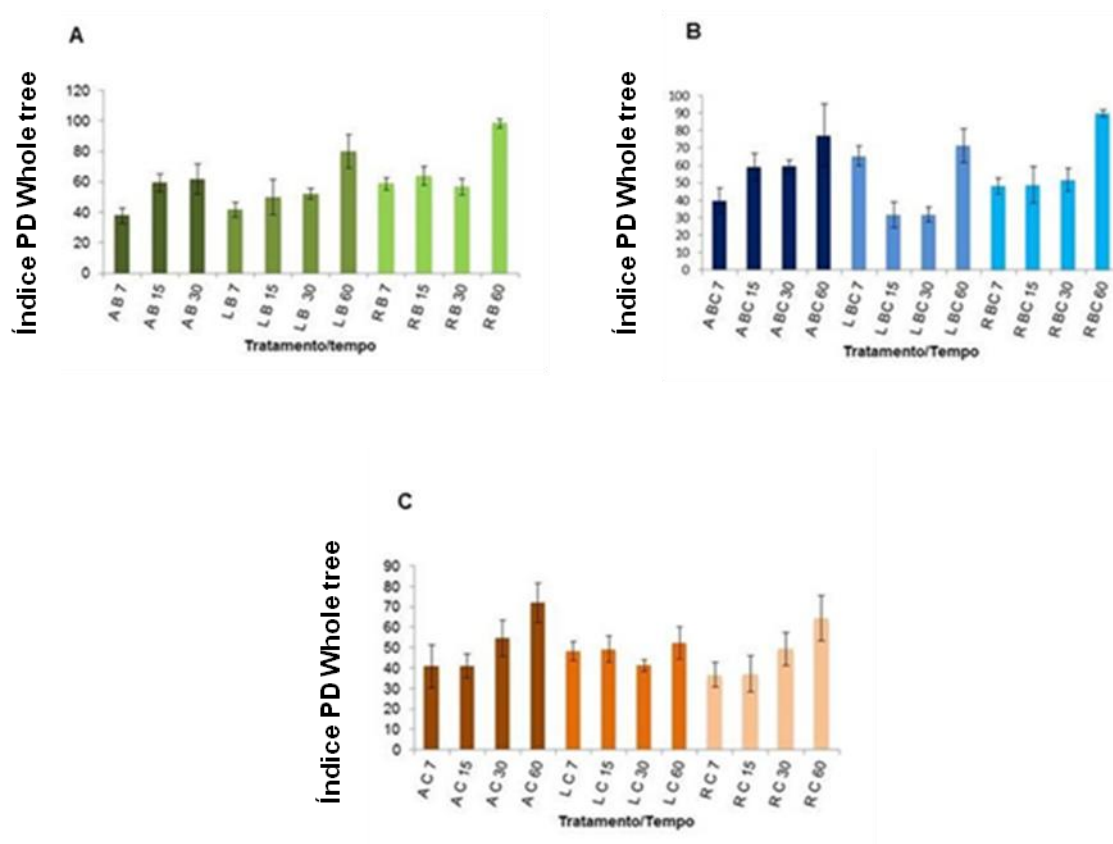 A
Índice PD Whole tree
120
100
80
60
40
20
0
A B 7
A B 15
A B 30
L B 7
L B 15
L B 30
L B 60
R B 7
R B 15
R B 30
R B 60
Tratamento/tempo
B
Índice PD Whole tree
100
90
80
70
60
50
40
30
20
10
0
A BC 7
A BC 15
A BC 30
A BC 60
L BC 7
L BC 15
L BC 30
L BC 60
R BC 7
R BC 15
R BC 30
R BC 60
Tratamento/Tempo
C
Índice PD Whole tree
90
80
70
60
50
40
30
20
10
0
A C 7
A C 15
A C 30
A C 60
L C 7
L C 15
L C 30
L C 60
R C 7
R C 15
R C 30
R C 60
Tratamento/Tempo